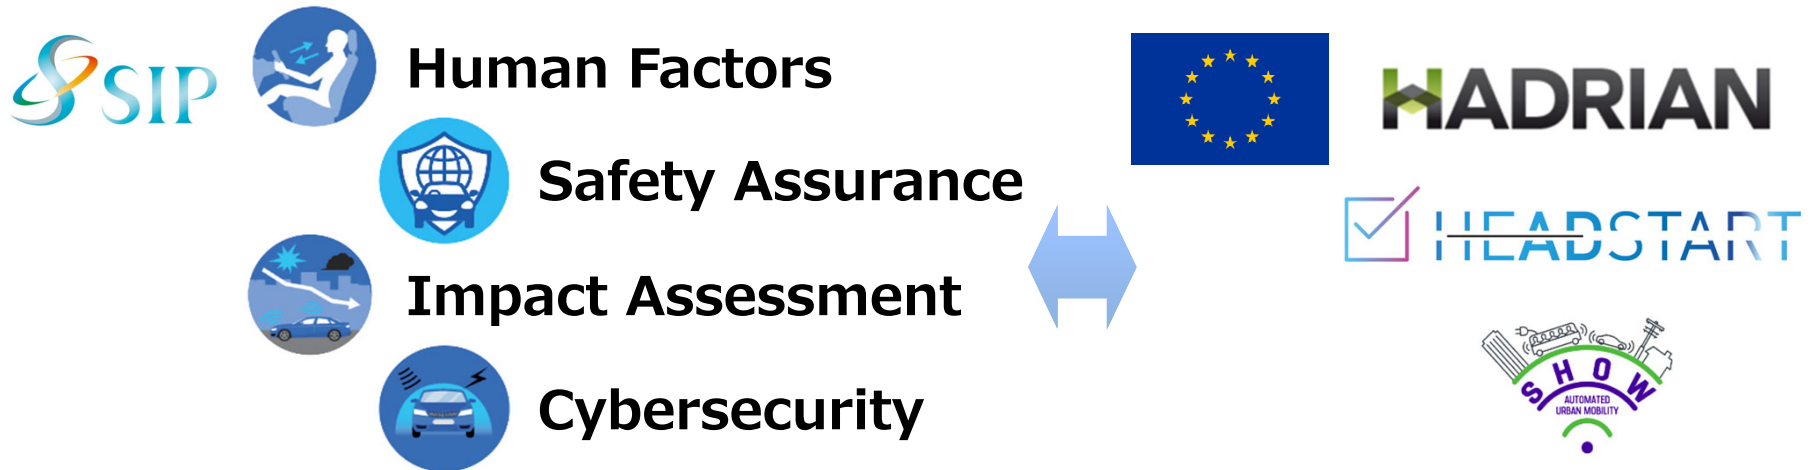 SIP
Human Factors
Safety Assurance
Impact Assessment
Cybersecurity
HADRIAN
HEADSTART
SHOW
AUTOMATED
URBAN MOBILITY